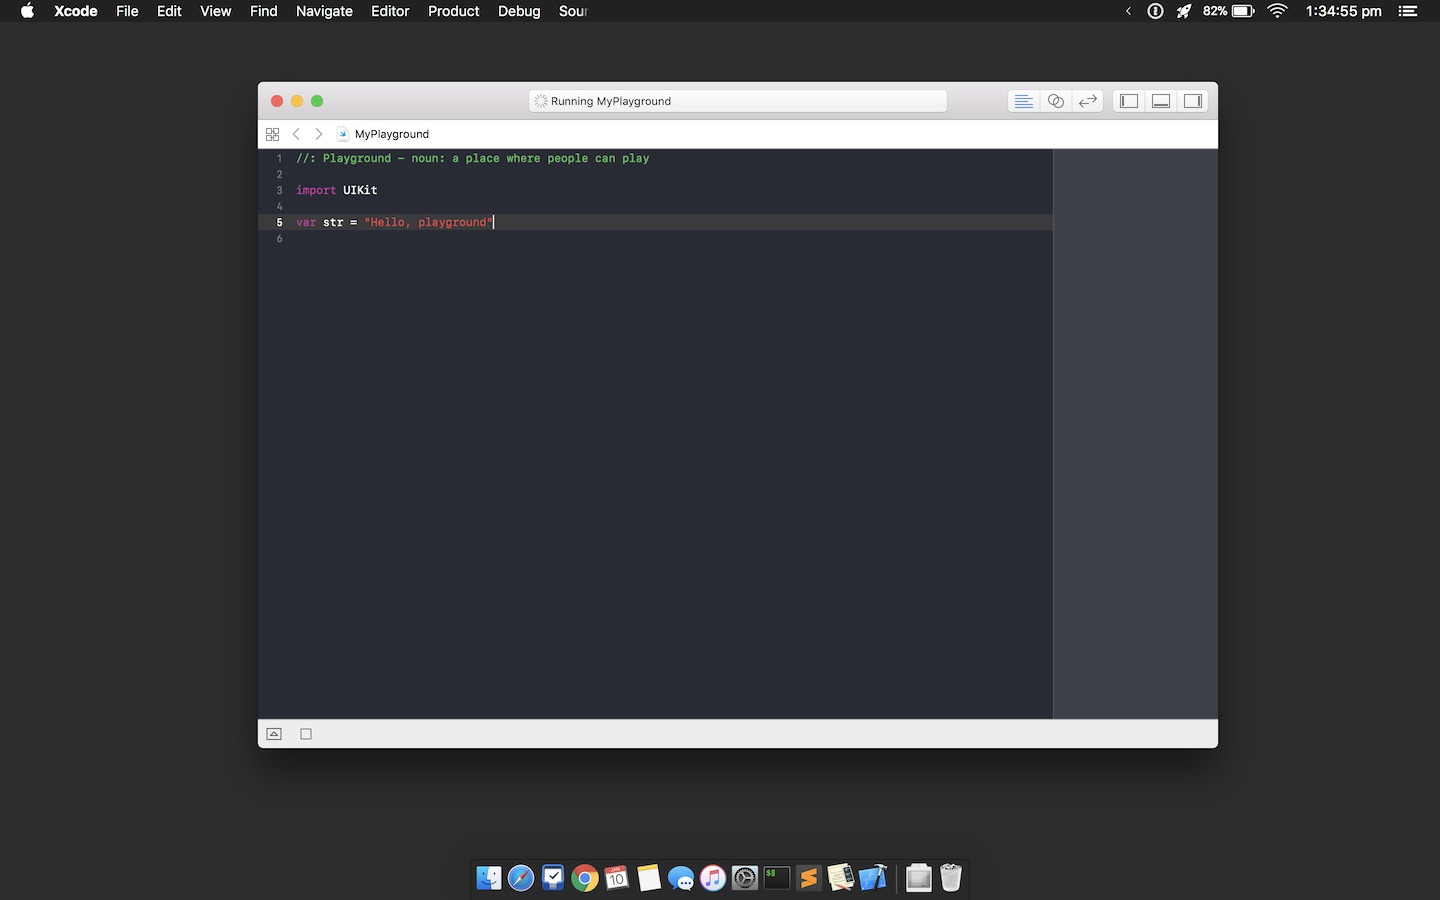 Xcode File Edit View Find Navigate Editor Product Debug Sour 82% 1:34:55 pm
Running MyPlayground
MyPlayground
1 //: Playground - noun: a place where people can play
2
3 import UIKit
4
5 var str = "Hello, playground"
6
10